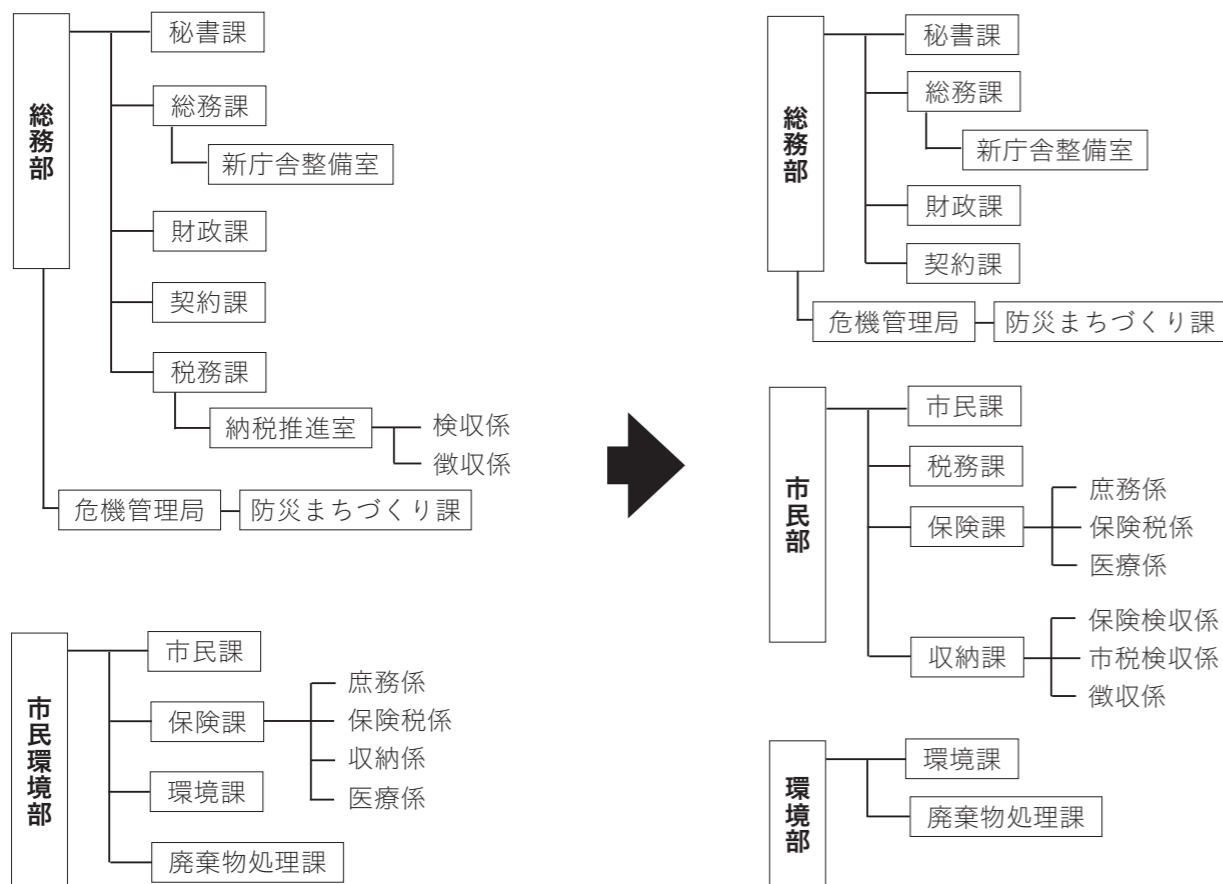 総務部
秘書課
総務課
新庁舎整備室
財政課
契約課
税務課
納税推進室
検収係
徴収係
危機管理局
防災まちづくり課
市民環境部
市民課
保険課
庶務係
保険税係
収納係
医療係
環境課
廃棄物処理課
総務部
秘書課
総務課
新庁舎整備室
財政課
契約課
危機管理局
防災まちづくり課
市民部
市民課
税務課
保険課
庶務係
保険税係
医療係
収納課
保険検収係
市税検収係
徴収係
環境部
環境課
廃棄物処理課